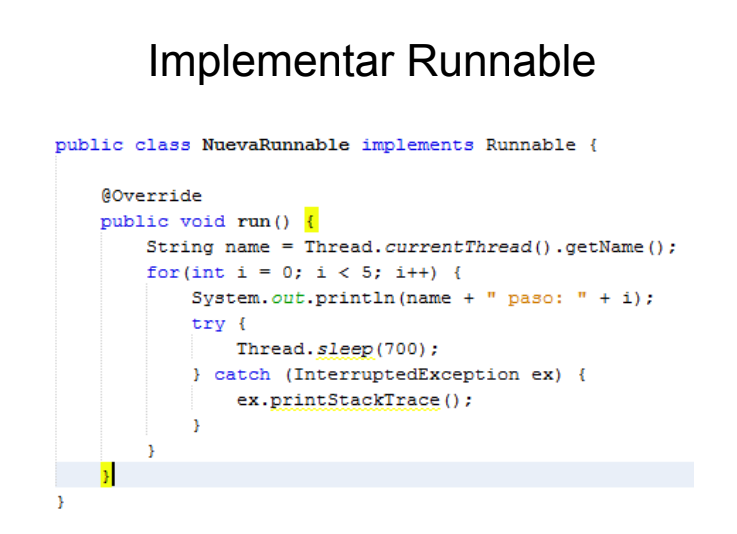 Implementar Runnable
public class NuevaRunnable implements Runnable {
@Override
public void run() {
String name = Thread.currentThread().getName();
for(int i = 0; i < 5; i++) {
System.out.println(name + " paso: " + i);
try {
Thread.sleep(700);
} catch (InterruptedException ex) {
ex.printStackTrace();
}
}
}
}